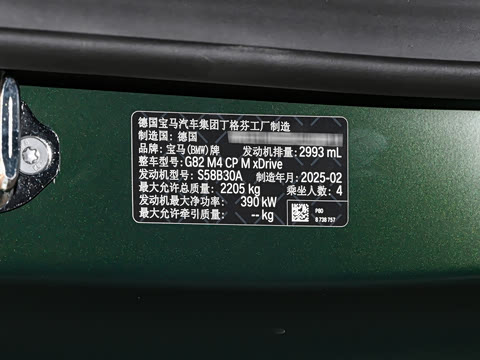 德国宝马汽车集团丁格芬工厂制造
制造国: 德国
品牌: 宝马(BMW)牌 发动机排量: 2993 mL
整车型号: G82 M4 CP M xDrive
发动机型号: S58B30A 制造年月: 2025-02
最大允许总质量: 2205 kg 乘坐人数: 4
发动机最大净功率: 390 kW
最大允许牵引质量: -- kg
P80
8 738 757